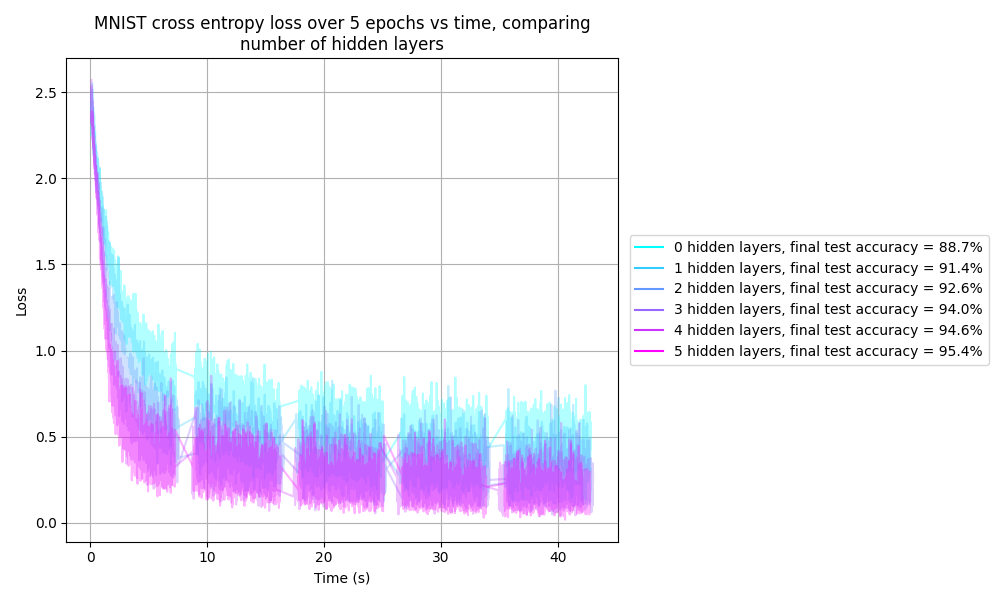 MNIST cross entropy loss over 5 epochs vs time, comparing
number of hidden layers
2.5
2.0
1.5
1.0
0.5
0.0
Loss
0 10 20 30 40
Time (s)
0 hidden layers, final test accuracy = 88.7%
1 hidden layers, final test accuracy = 91.4%
2 hidden layers, final test accuracy = 92.6%
3 hidden layers, final test accuracy = 94.0%
4 hidden layers, final test accuracy = 94.6%
5 hidden layers, final test accuracy = 95.4%